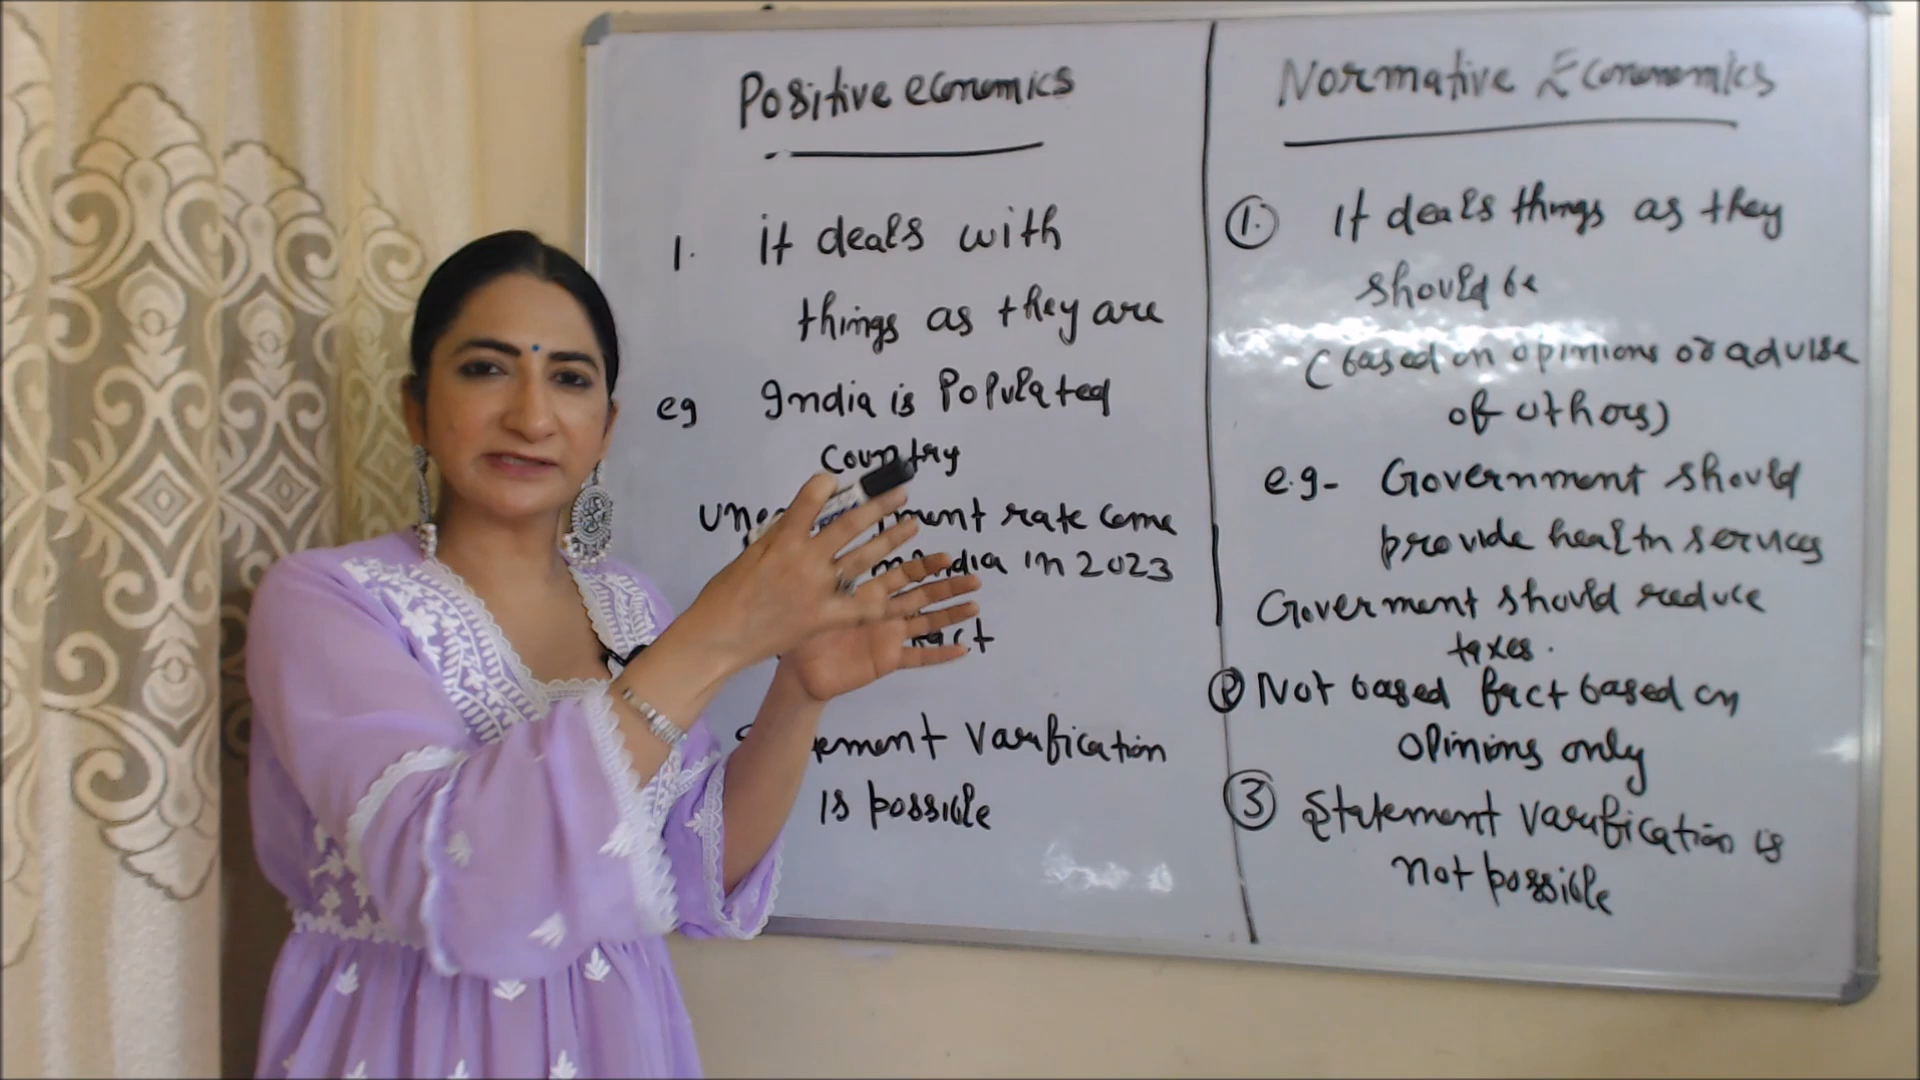 Positive economics
1. it deals with
things as they are
eg India is Populated
country
rate come
India in 2023
Varification
is possible
Normative Econonomics
1. it deals things as they
should be
(based on opinions or advise
of others)
e.g- Government should
provide health services
Goverment should reduce
taxes.
2 Not based fact based on
opinions only
3 Statement varification is
not possible